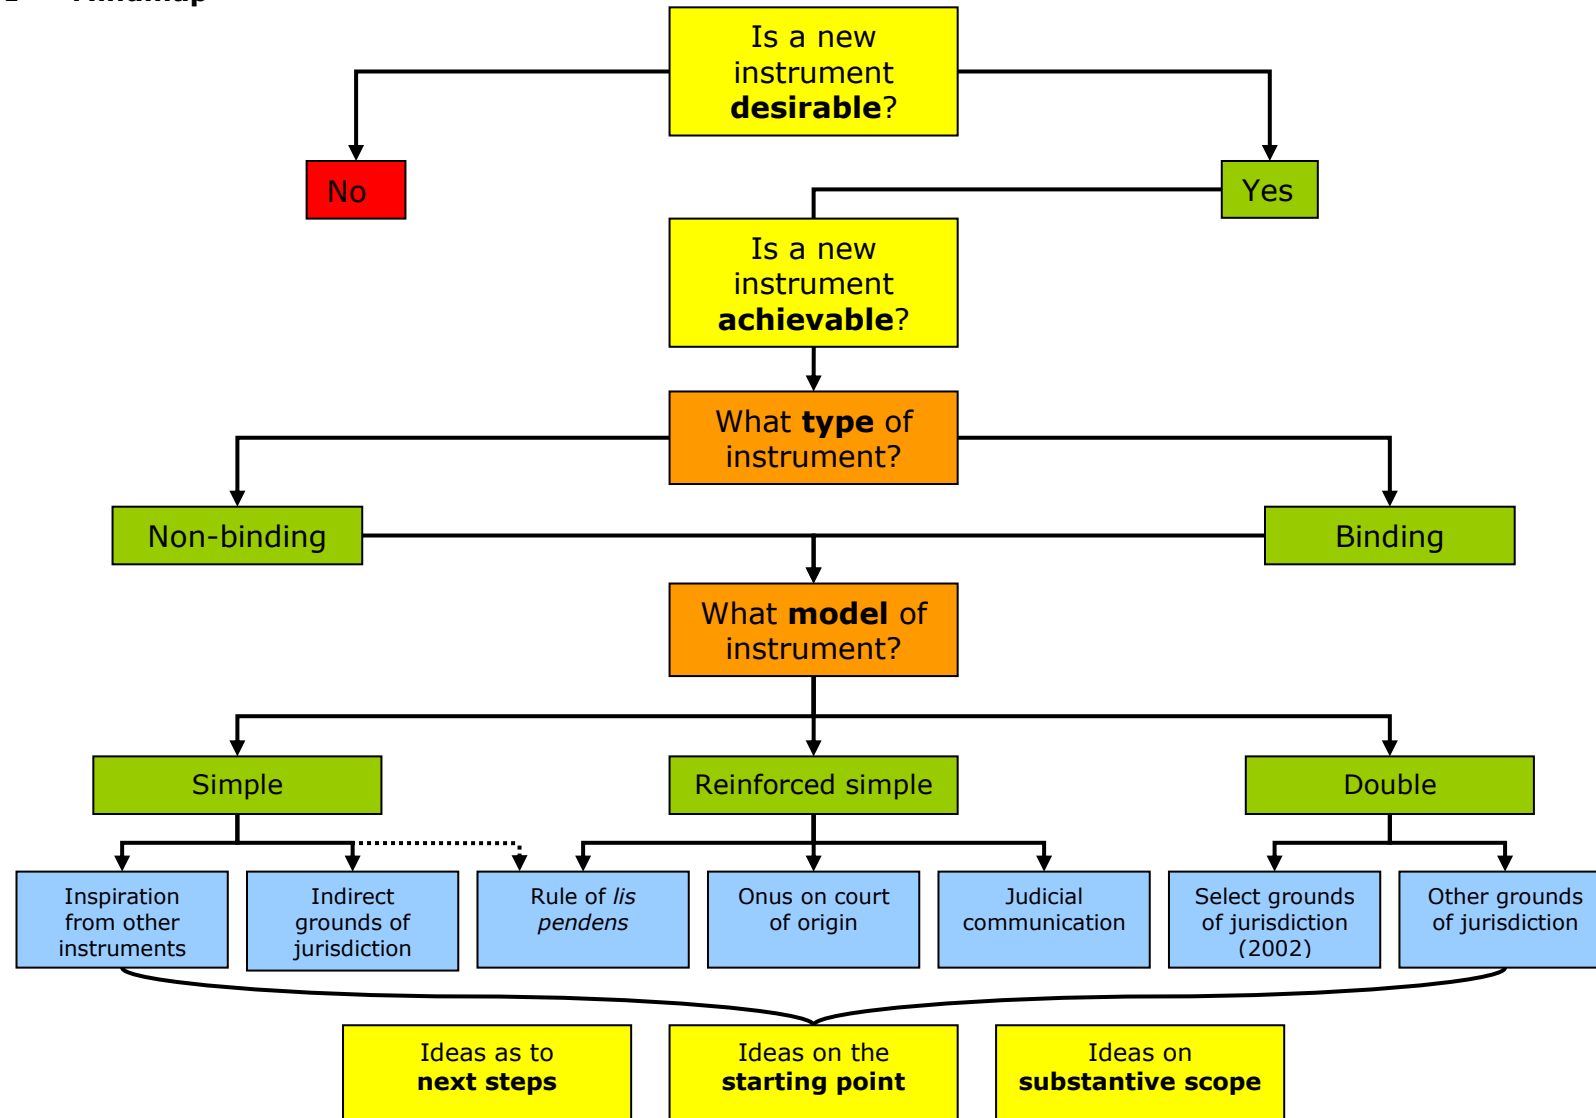 Is a new
instrument
desirable?
No
Yes
Is a new
instrument
achievable?
What type of
instrument?
Non-binding
Binding
What model of
instrument?
Simple
Reinforced simple
Double
Inspiration
from other
instruments
Indirect
grounds of
jurisdiction
Rule of lis
pendens
Onus on court
of origin
Judicial
communication
Select grounds
of jurisdiction
(2002)
Other grounds
of jurisdiction
Ideas as to
next steps
Ideas on the
starting point
Ideas on
substantive scope